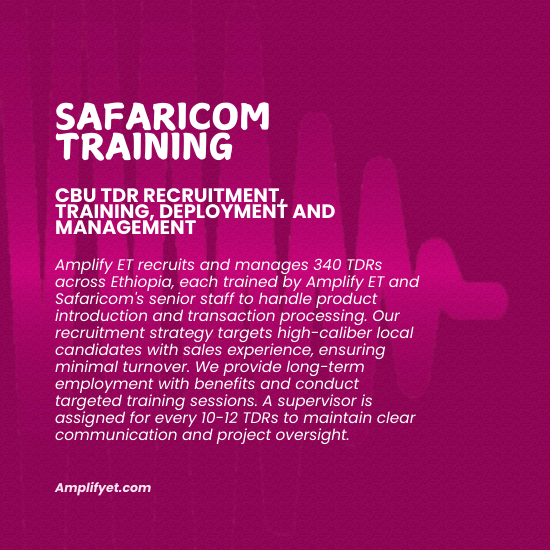 SAFARICOM
TRAINING
CBU TDR RECRUITMENT,
TRAINING, DEPLOYMENT AND
MANAGEMENT
Amplify ET recruits and manages 340 TDRs
across Ethiopia, each trained by Amplify ET and
Safaricom's senior staff to handle product
introduction and transaction processing. Our
recruitment strategy targets high-caliber local
candidates with sales experience, ensuring
minimal turnover. We provide long-term
employment with benefits and conduct
targeted training sessions. A supervisor is
assigned for every 10-12 TDRs to maintain clear
communication and project oversight.
Amplifyet.com